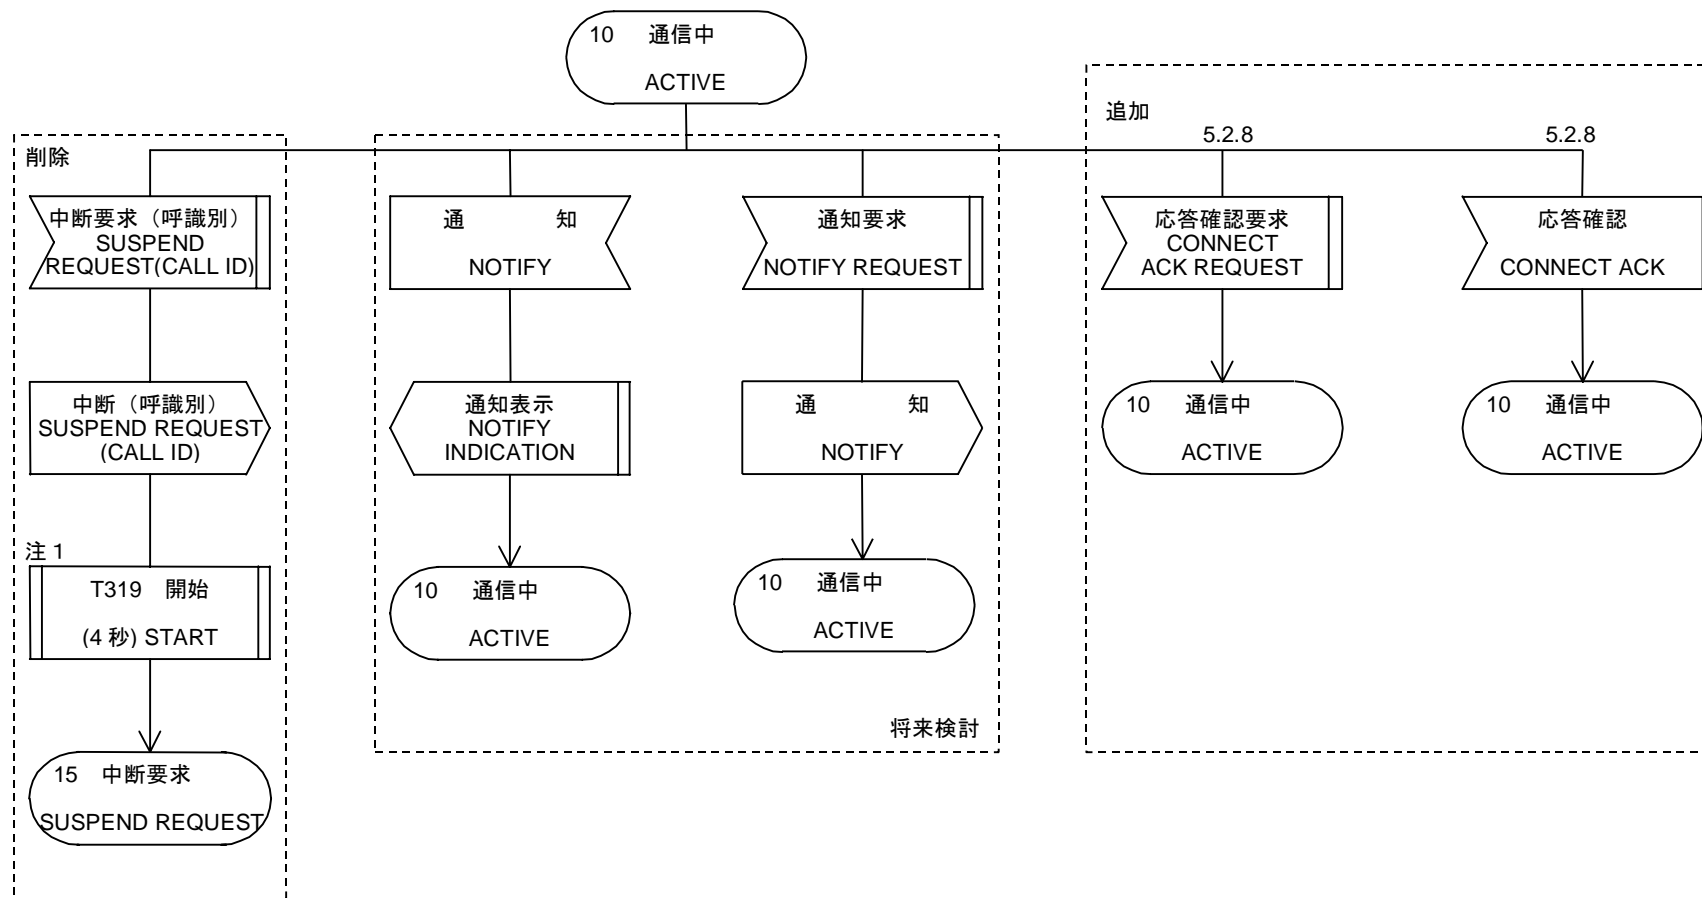 10 通信中
ACTIVE
削除
中断要求（呼識別）
SUSPEND
REQUEST(CALL ID)
中断（呼識別）
SUSPEND REQUEST
(CALL ID)
注１
T319 開始
(4 秒) START
15 中断要求
SUSPEND REQUEST
通 知
NOTIFY
通知表示
NOTIFY
INDICATION
10 通信中
ACTIVE
通知要求
NOTIFY REQUEST
通 知
NOTIFY
10 通信中
ACTIVE
将来検討
追加
5.2.8
応答確認要求
CONNECT
ACK REQUEST
10 通信中
ACTIVE
5.2.8
応答確認
CONNECT ACK
10 通信中
ACTIVE